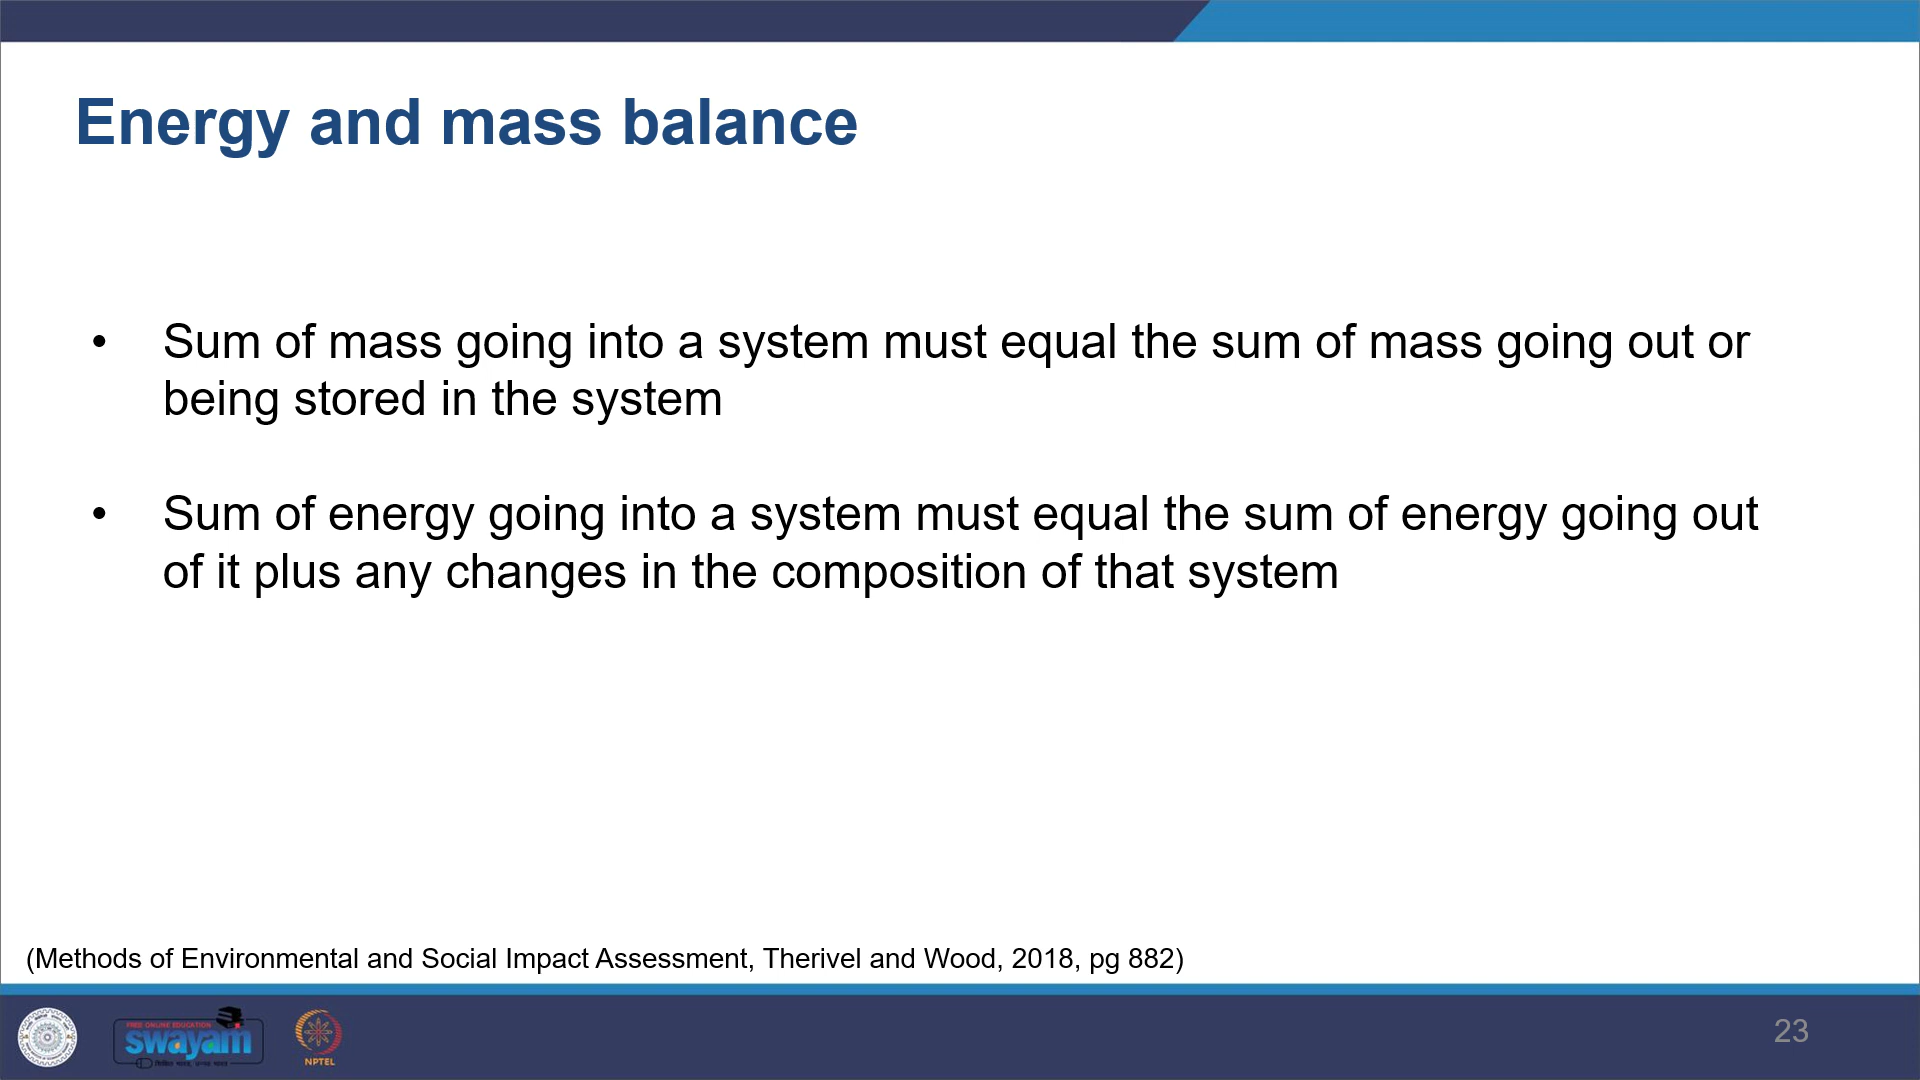 Energy and mass balance
• Sum of mass going into a system must equal the sum of mass going out or
being stored in the system
• Sum of energy going into a system must equal the sum of energy going out
of it plus any changes in the composition of that system
(Methods of Environmental and Social Impact Assessment, Therivel and Wood, 2018, pg 882)
FREE ONLINE EDUCATION
swayam
NPTEL
23